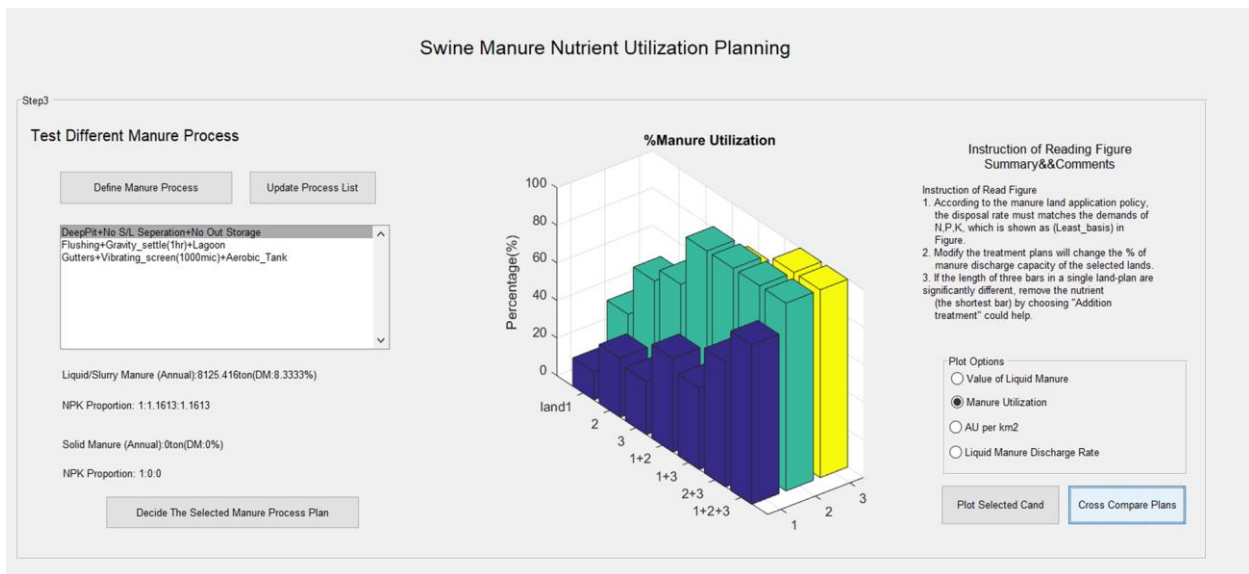 Swine Manure Nutrient Utilization Planning
Step3
Test Different Manure Process
Define Manure Process
Update Process List
DeepPit+No S/L Seperation+No Out Storage
Flushing+Gravity_settle(1hr)+Lagoon
Gutters+Vibrating_screen(1000mic)+Aerobic_Tank
Liquid/Slurry Manure (Annual):8125.416ton(DM:8.3333%)
NPK Proportion: 1:1.1613:1.1613
Solid Manure (Annual):0ton(DM:0%)
NPK Proportion: 1:0:0
Decide The Selected Manure Process Plan
%Manure Utilization
Percentage(%)
100
80
60
40
20
0
land1
2
3
1+2
1+3
2+3
1+2+3
1
2
3
Instruction of Reading Figure
Summary&&Comments
Instruction of Read Figure
1. According to the manure land application policy,
the disposal rate must matches the demands of
N,P,K, which is shown as (Least_basis) in
Figure.
2. Modify the treatment plans will change the % of
manure discharge capacity of the selected lands.
3. If the length of three bars in a single land-plan are
significantly different, remove the nutrient
(the shortest bar) by choosing "Addition
treatment" could help.
Plot Options
Value of Liquid Manure
Manure Utilization
AU per km2
Liquid Manure Discharge Rate
Plot Selected Cand
Cross Compare Plans